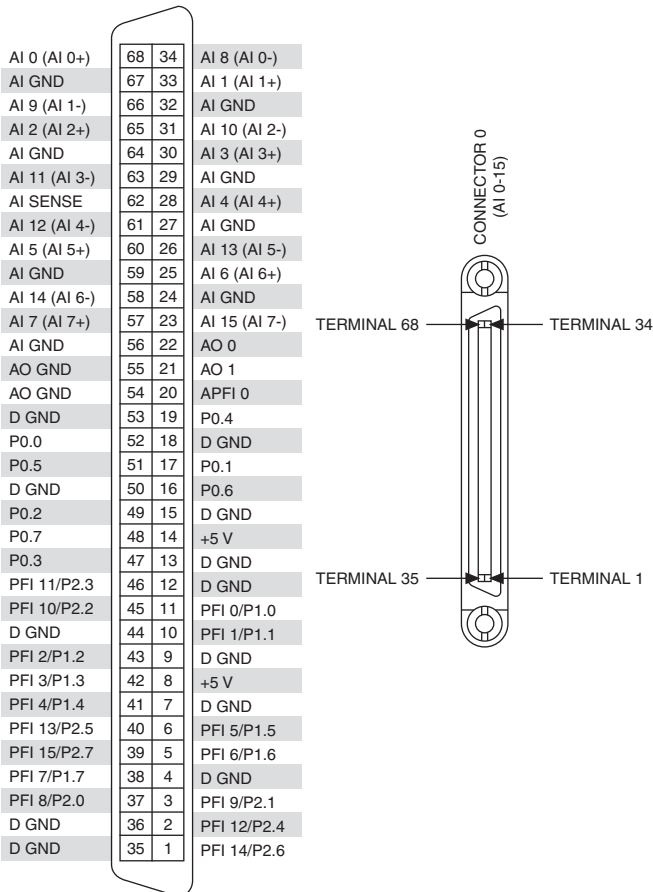 AI 0 (AI 0+) 68 34 AI 8 (AI 0-)
AI GND 67 33 AI 1 (AI 1+)
AI 9 (AI 1-) 66 32 AI GND
AI 2 (AI 2+) 65 31 AI 10 (AI 2-)
AI GND 64 30 AI 3 (AI 3+)
AI 11 (AI 3-) 63 29 AI GND
AI SENSE 62 28 AI 4 (AI 4+)
AI 12 (AI 4-) 61 27 AI GND
AI 5 (AI 5+) 60 26 AI 13 (AI 5-)
AI GND 59 25 AI 6 (AI 6+)
AI 14 (AI 6-) 58 24 AI GND
AI 7 (AI 7+) 57 23 AI 15 (AI 7-)
AI GND 56 22 AO 0
AO GND 55 21 AO 1
AO GND 54 20 APFI 0
D GND 53 19 P0.4
P0.0 52 18 D GND
P0.5 51 17 P0.1
D GND 50 16 P0.6
P0.2 49 15 D GND
P0.7 48 14 +5 V
P0.3 47 13 D GND
PFI 11/P2.3 46 12 D GND
PFI 10/P2.2 45 11 PFI 0/P1.0
D GND 44 10 PFI 1/P1.1
PFI 2/P1.2 43 9 D GND
PFI 3/P1.3 42 8 +5 V
PFI 4/P1.4 41 7 D GND
PFI 13/P2.5 40 6 PFI 5/P1.5
PFI 15/P2.7 39 5 PFI 6/P1.6
PFI 7/P1.7 38 4 D GND
PFI 8/P2.0 37 3 PFI 9/P2.1
D GND 36 2 PFI 12/P2.4
D GND 35 1 PFI 14/P2.6
CONNECTOR 0
(AI 0-15)
TERMINAL 68 TERMINAL 34
TERMINAL 35 TERMINAL 1